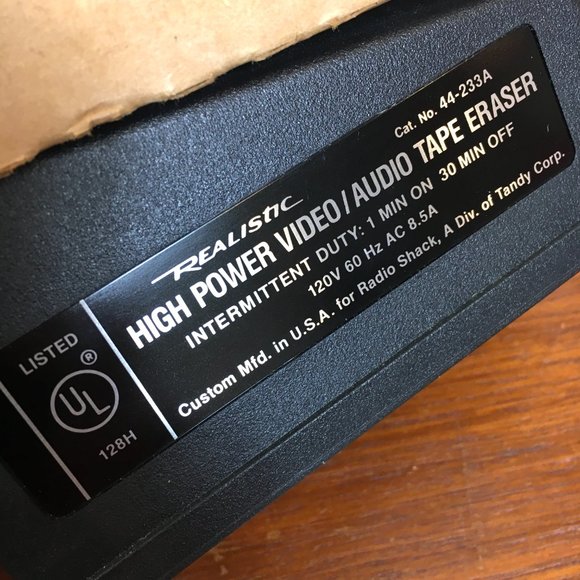 Cat. No. 44-233A
REALISTIC
HIGH POWER VIDEO/AUDIO TAPE ERASER
INTERMITTENT DUTY: 1 MIN ON 30 MIN OFF
120V 60 Hz AC 8.5A
Custom Mfd. in U.S.A. for Radio Shack, A Div. of Tandy Corp.
LISTED
UL ®
128H